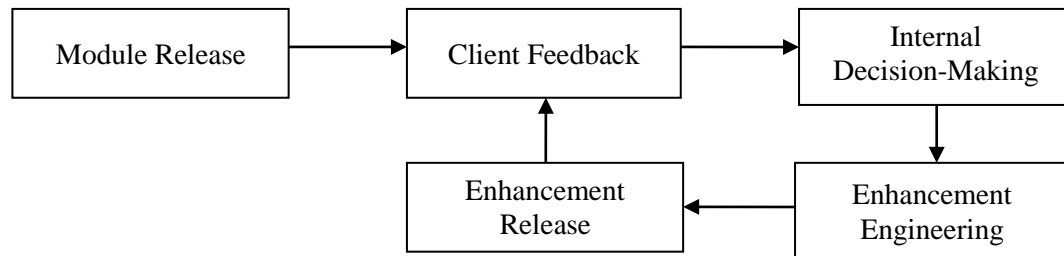 Module Release
Client Feedback
Internal
Decision-Making
Enhancement
Release
Enhancement
Engineering